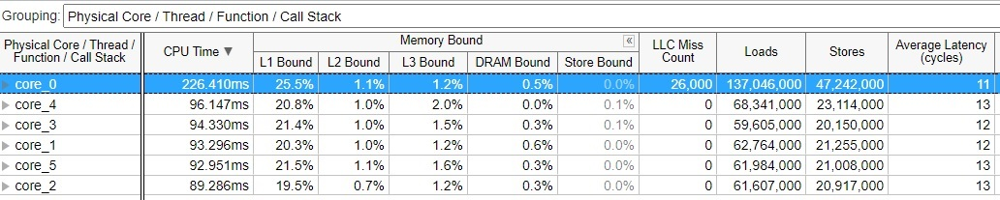 Grouping: Physical Core / Thread / Function / Call Stack
Physical Core / Thread / Function / Call Stack CPU Time ▼ Memory Bound « LLC Miss Count Loads Stores Average Latency (cycles)
L1 Bound L2 Bound L3 Bound DRAM Bound Store Bound
core_0 226.410ms 25.5% 1.1% 1.2% 0.5% 0.0% 26,000 137,046,000 47,242,000 11
core_4 96.147ms 20.8% 1.0% 2.0% 0.0% 0.1% 0 68,341,000 23,114,000 13
core_3 94.330ms 21.4% 1.0% 1.5% 0.3% 0.1% 0 59,605,000 20,150,000 12
core_1 93.296ms 20.3% 1.0% 1.2% 0.6% 0.0% 0 62,764,000 21,255,000 12
core_5 92.951ms 21.5% 1.1% 1.6% 0.3% 0.0% 0 61,984,000 21,008,000 13
core_2 89.286ms 19.5% 0.7% 1.2% 0.3% 0.0% 0 61,607,000 20,917,000 13